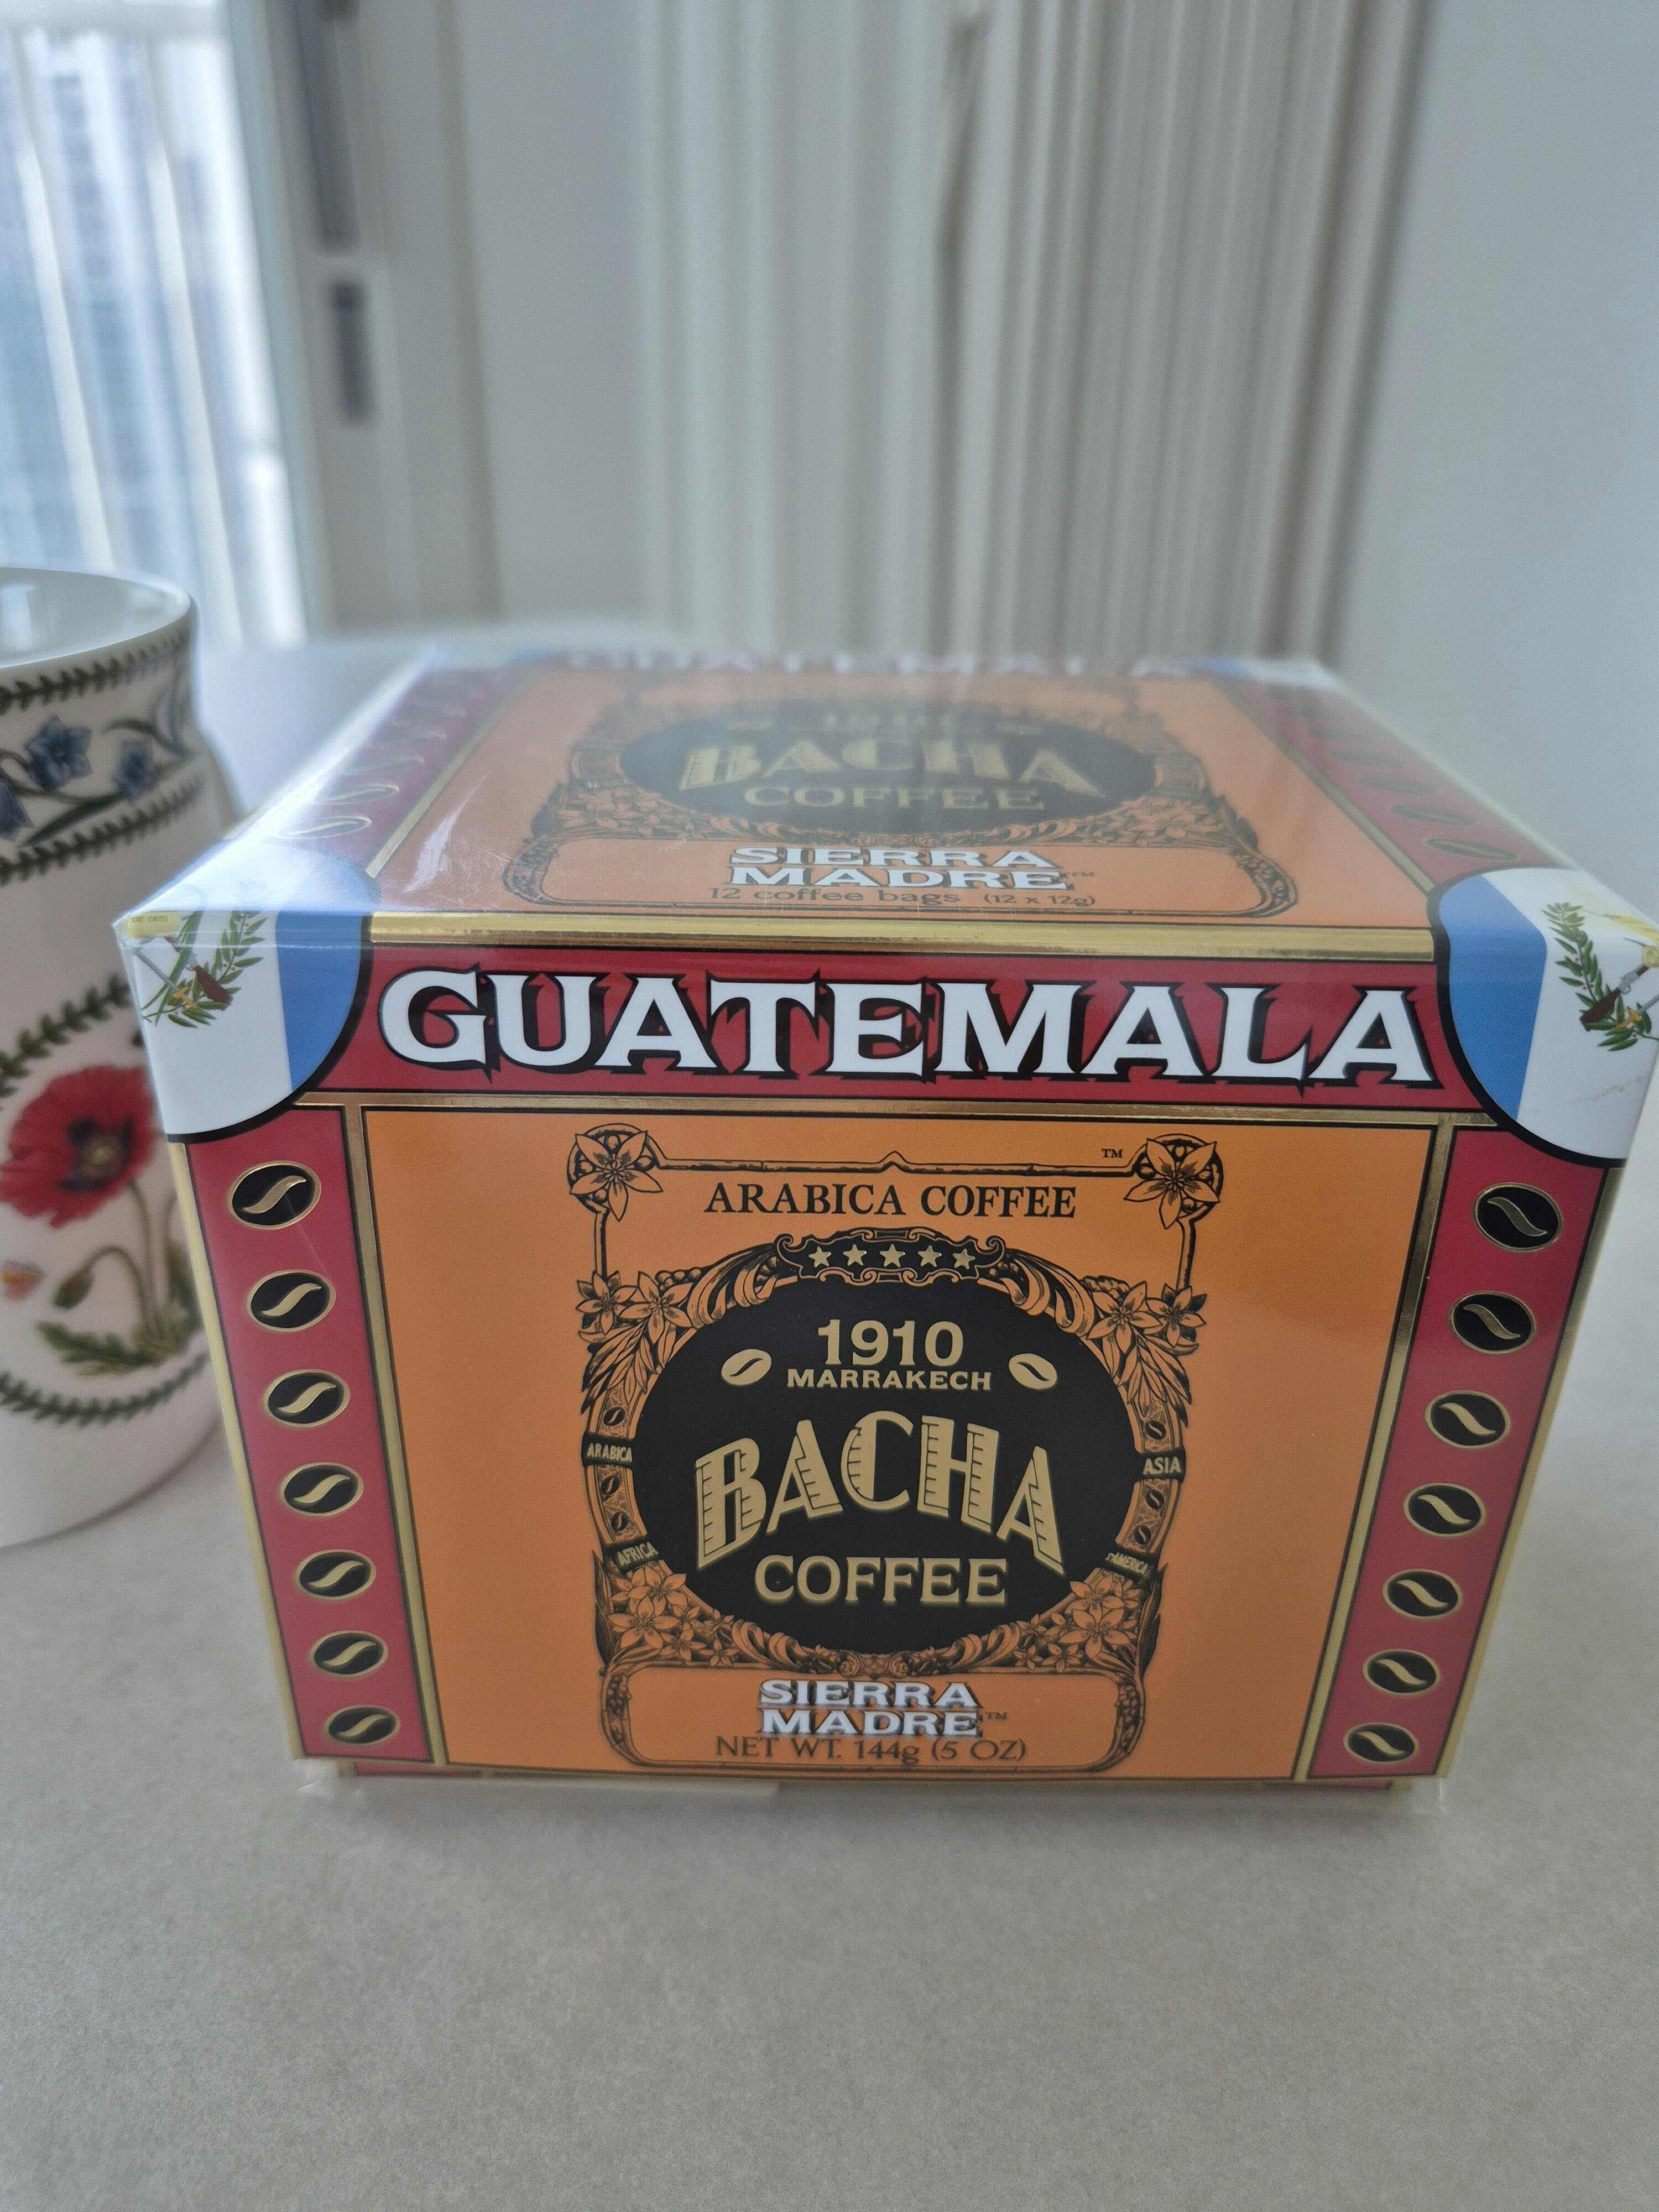 GUATEMALA
1910
BACHA
COFFEE
SIERRA
MADRE™
12 coffee bags (12 x 12g)
GUATEMALA
™
ARABICA COFFEE
1910
MARRAKECH
BACHA
COFFEE
ARABICA
ASIA
AFRICA
S.AMERICA
SIERRA
MADRE™
NET WT. 144g (5 OZ)